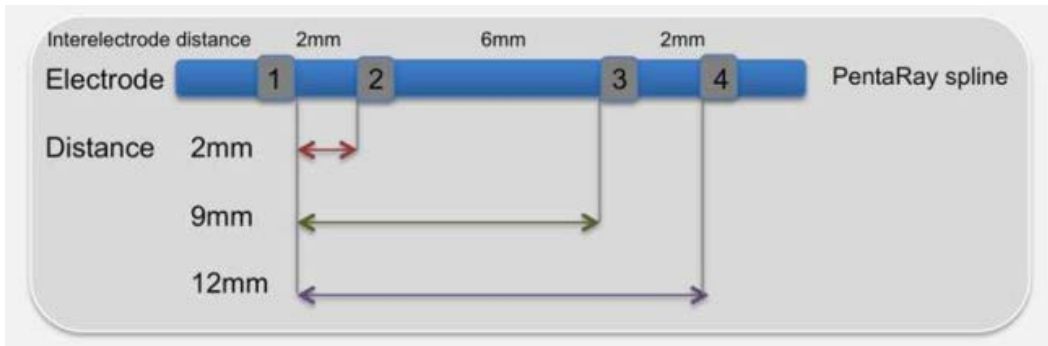 Interelectrode distance 2mm 6mm 2mm
Electrode 1 2 3 4 PentaRay spline
Distance 2mm
9mm
12mm